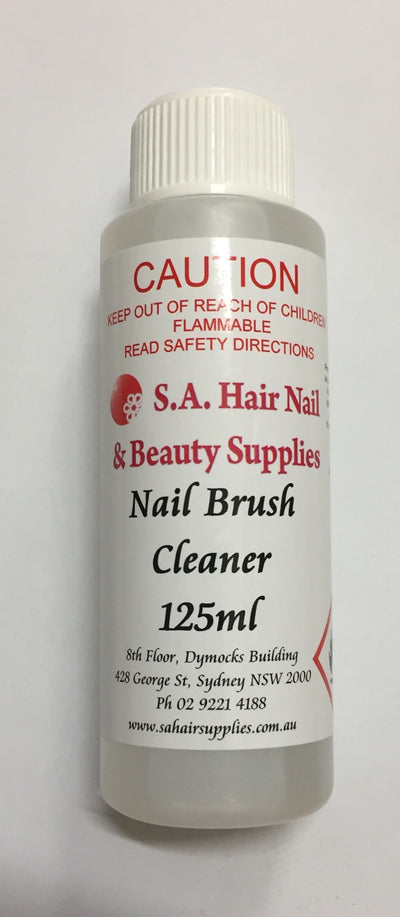 CAUTION
KEEP OUT OF REACH OF CHILDREN
FLAMMABLE
READ SAFETY DIRECTIONS
S.A. Hair Nail
& Beauty Supplies
Nail Brush
Cleaner
125ml
8th Floor, Dymocks Building
428 George St, Sydney NSW 2000
Ph 02 9221 4188
www.sahairsupplies.com.au